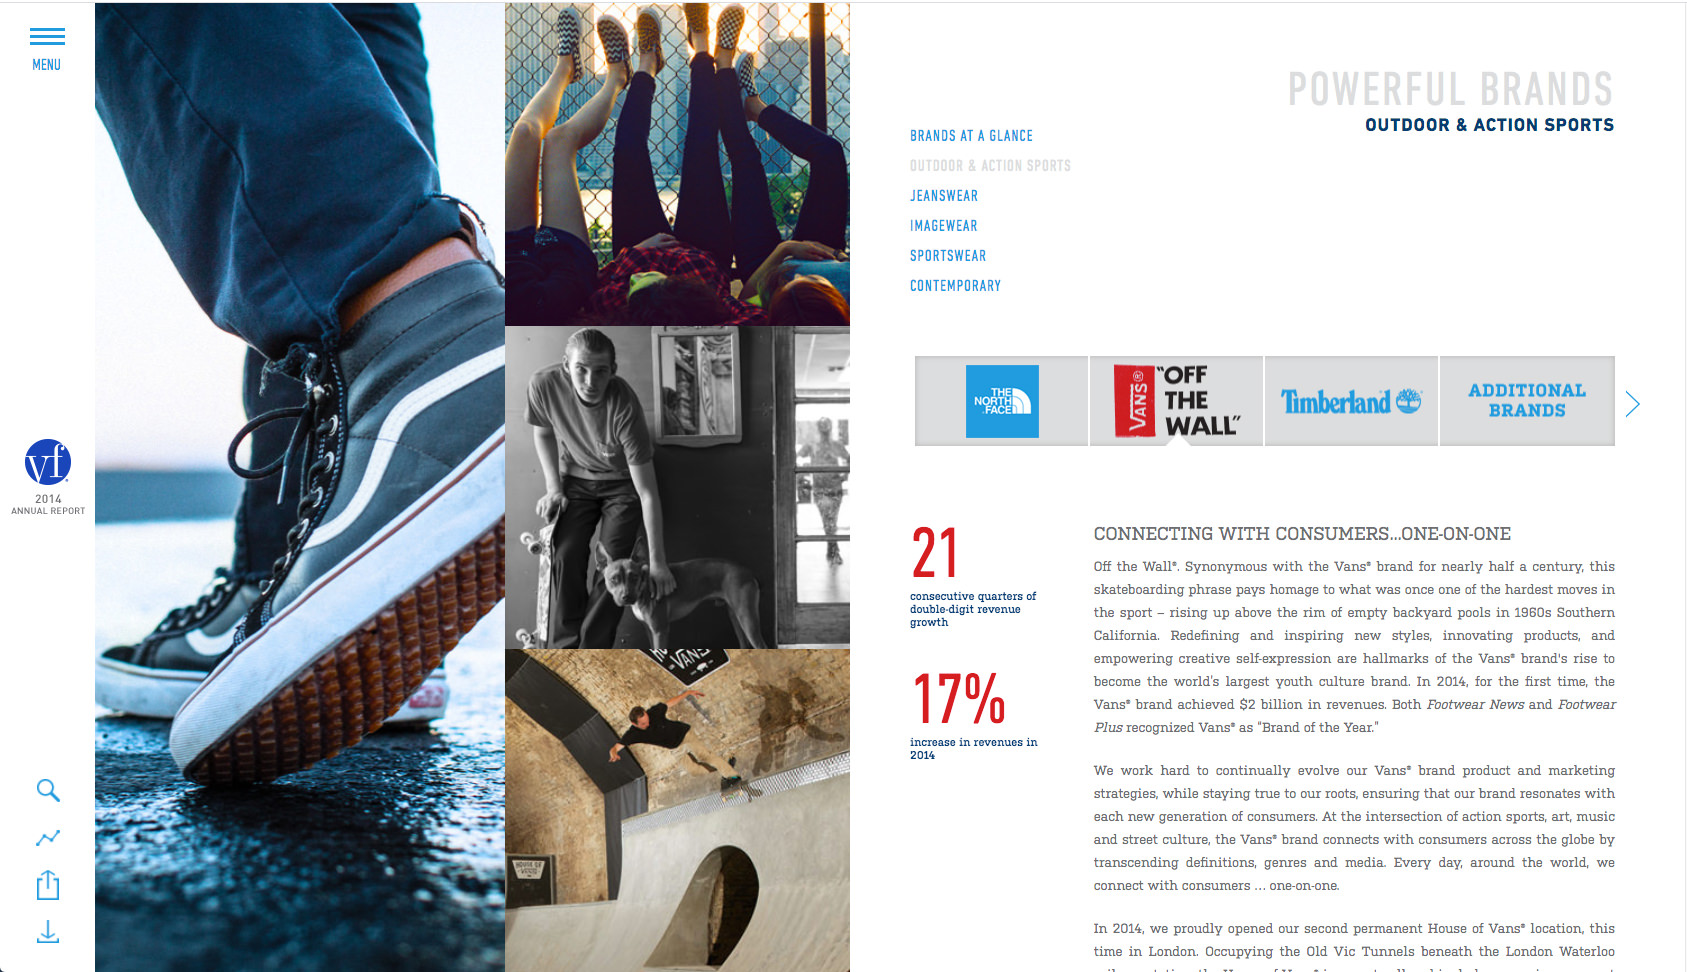 MENU
vf
2014
ANNUAL REPORT
VANS
HOUSE OF
VANS
POWERFUL BRANDS
OUTDOOR & ACTION SPORTS
BRANDS AT A GLANCE
OUTDOOR & ACTION SPORTS
JEANSWEAR
IMAGEWEAR
SPORTSWEAR
CONTEMPORARY
THE
NORTH
FACE
VANS®
"OFF
THE
WALL"
Timberland
ADDITIONAL
BRANDS
21
consecutive quarters of
double-digit revenue
growth
17%
increase in revenues in
2014
CONNECTING WITH CONSUMERS...ONE-ON-ONE
Off the Wall®. Synonymous with the Vans® brand for nearly half a century, this
skateboarding phrase pays homage to what was once one of the hardest moves in
the sport – rising up above the rim of empty backyard pools in 1960s Southern
California. Redefining and inspiring new styles, innovating products, and
empowering creative self-expression are hallmarks of the Vans® brand's rise to
become the world's largest youth culture brand. In 2014, for the first time, the
Vans® brand achieved $2 billion in revenues. Both Footwear News and Footwear
Plus recognized Vans® as "Brand of the Year."
We work hard to continually evolve our Vans® brand product and marketing
strategies, while staying true to our roots, ensuring that our brand resonates with
each new generation of consumers. At the intersection of action sports, art, music
and street culture, the Vans® brand connects with consumers across the globe by
transcending definitions, genres and media. Every day, around the world, we
connect with consumers … one-on-one.
In 2014, we proudly opened our second permanent House of Vans® location, this
time in London. Occupying the Old Vic Tunnels beneath the London Waterloo